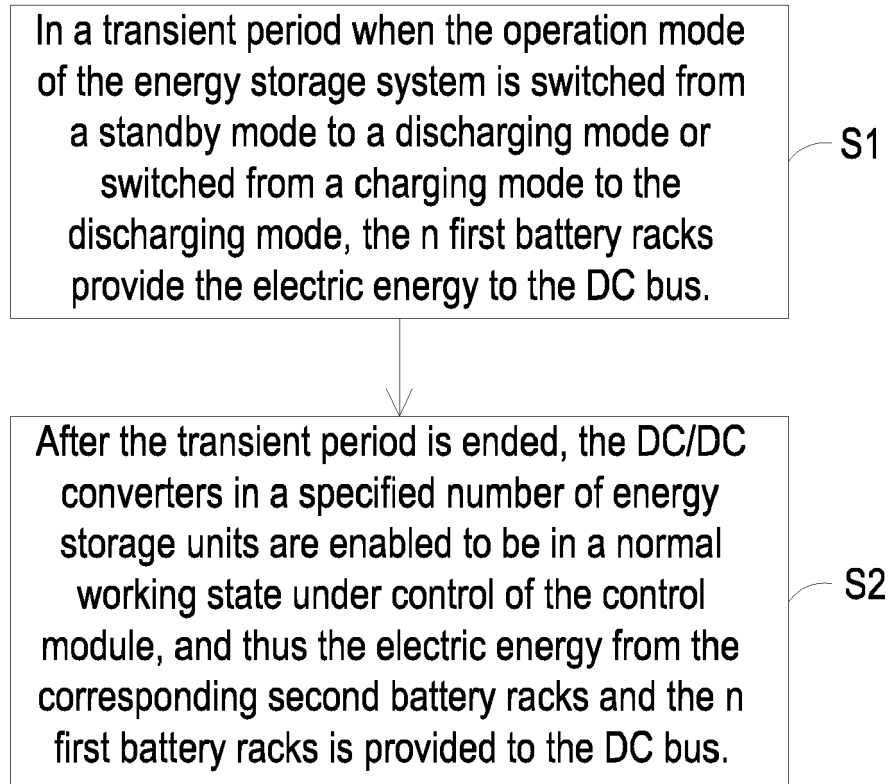 In a transient period when the operation mode
of the energy storage system is switched from
a standby mode to a discharging mode or
switched from a charging mode to the
discharging mode, the n first battery racks
provide the electric energy to the DC bus.
S1
After the transient period is ended, the DC/DC
converters in a specified number of energy
storage units are enabled to be in a normal
working state under control of the control
module, and thus the electric energy from the
corresponding second battery racks and the n
first battery racks is provided to the DC bus.
S2